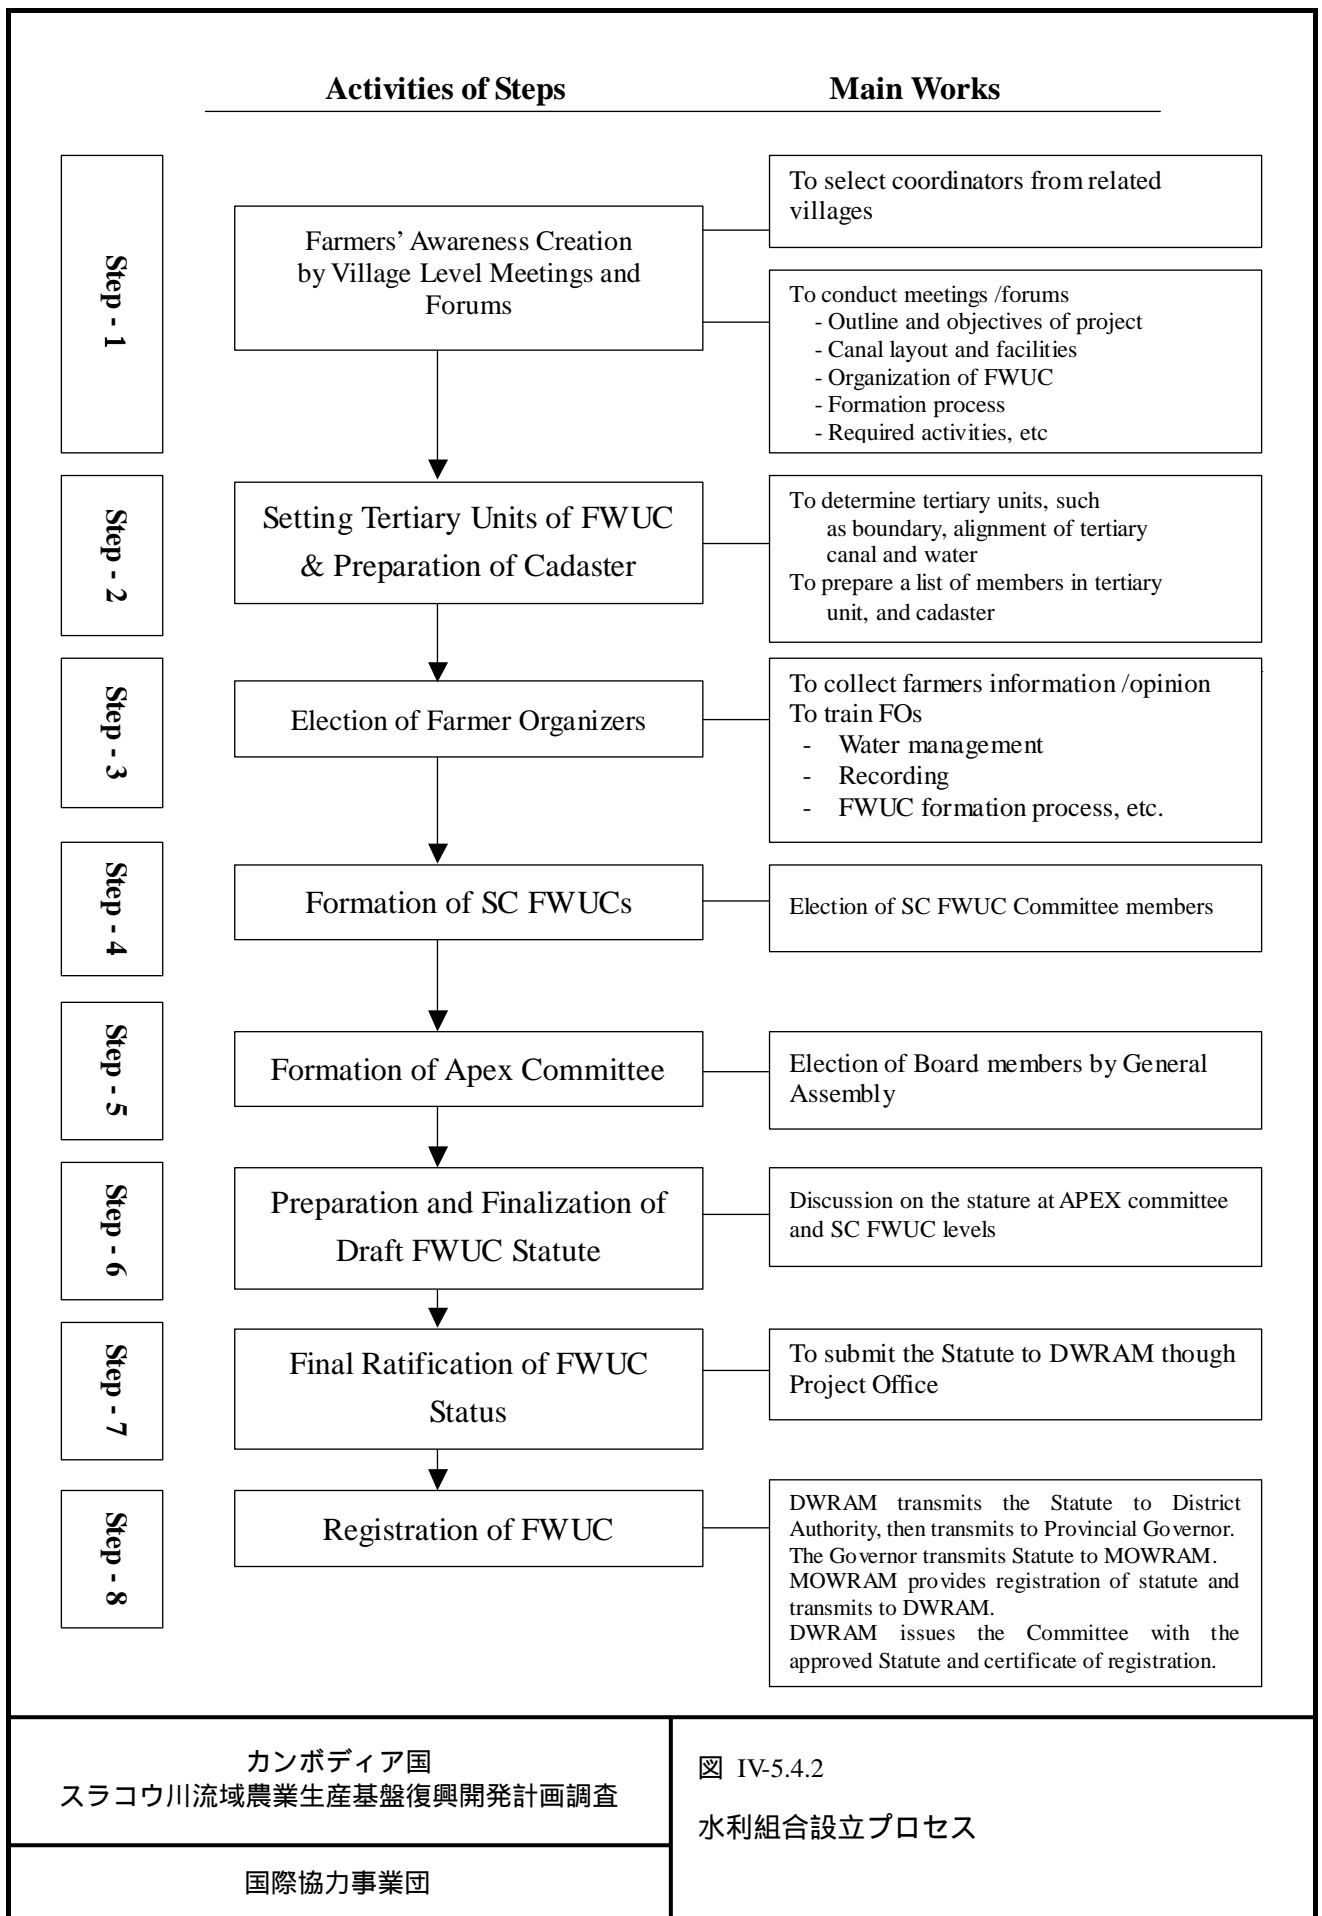 Activities of Steps
Main Works
Step - 1
Farmers' Awareness Creation
by Village Level Meetings and
Forums
To select coordinators from related
villages
To conduct meetings /forums
- Outline and objectives of project
- Canal layout and facilities
- Organization of FWUC
- Formation process
- Required activities, etc
Step - 2
Setting Tertiary Units of FWUC
& Preparation of Cadaster
To determine tertiary units, such
as boundary, alignment of tertiary
canal and water
To prepare a list of members in tertiary
unit, and cadaster
Step - 3
Election of Farmer Organizers
To collect farmers information /opinion
To train FOs
- Water management
- Recording
- FWUC formation process, etc.
Step - 4
Formation of SC FWUCs
Election of SC FWUC Committee members
Step - 5
Formation of Apex Committee
Election of Board members by General
Assembly
Step - 6
Preparation and Finalization of
Draft FWUC Statute
Discussion on the stature at APEX committee
and SC FWUC levels
Step - 7
Final Ratification of FWUC
Status
To submit the Statute to DWRAM though
Project Office
Step - 8
Registration of FWUC
DWRAM transmits the Statute to District
Authority, then transmits to Provincial Governor.
The Governor transmits Statute to MOWRAM.
MOWRAM provides registration of statute and
transmits to DWRAM.
DWRAM issues the Committee with the
approved Statute and certificate of registration.
カンボディア国
スラコウ川流域農業生産基盤復興開発計画調査
国際協力事業団
図 IV-5.4.2
水利組合設立プロセス